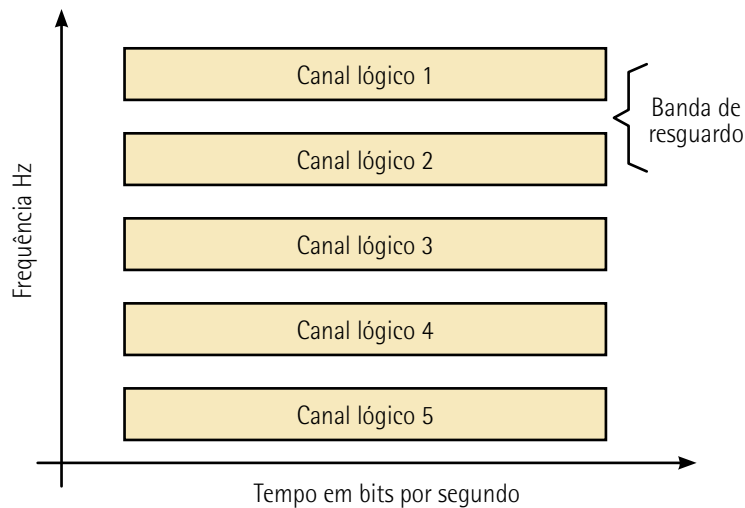 Canal lógico 1
Banda de
resguardo
Canal lógico 2
Frequência Hz
Canal lógico 3
Canal lógico 4
Canal lógico 5
Tempo em bits por segundo